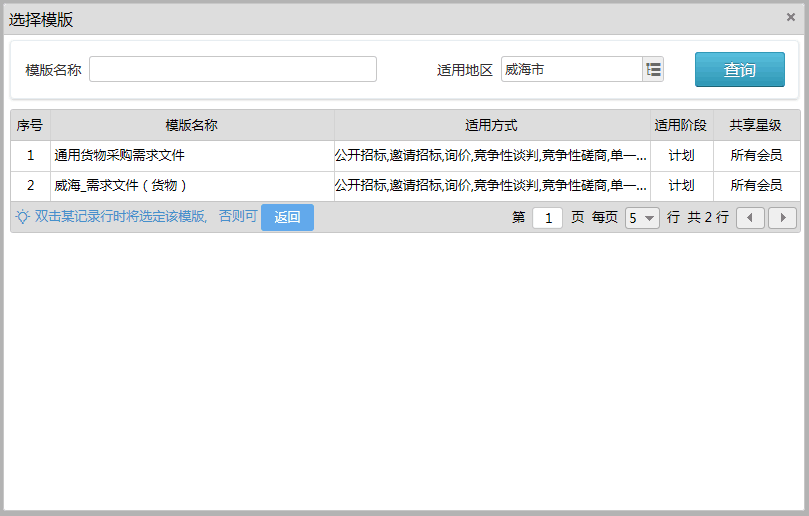 选择模版
模版名称 适用地区 威海市 查询
序号 模版名称 适用方式 适用阶段 共享星级
1 通用货物采购需求文件 公开招标,邀请招标,询价,竞争性谈判,竞争性磋商,单一... 计划 所有会员
2 威海_需求文件（货物） 公开招标,邀请招标,询价,竞争性谈判,竞争性磋商,单一... 计划 所有会员
双击某记录行时将选定该模版, 否则可 返回 第 1 页 每页 5 行 共 2 行